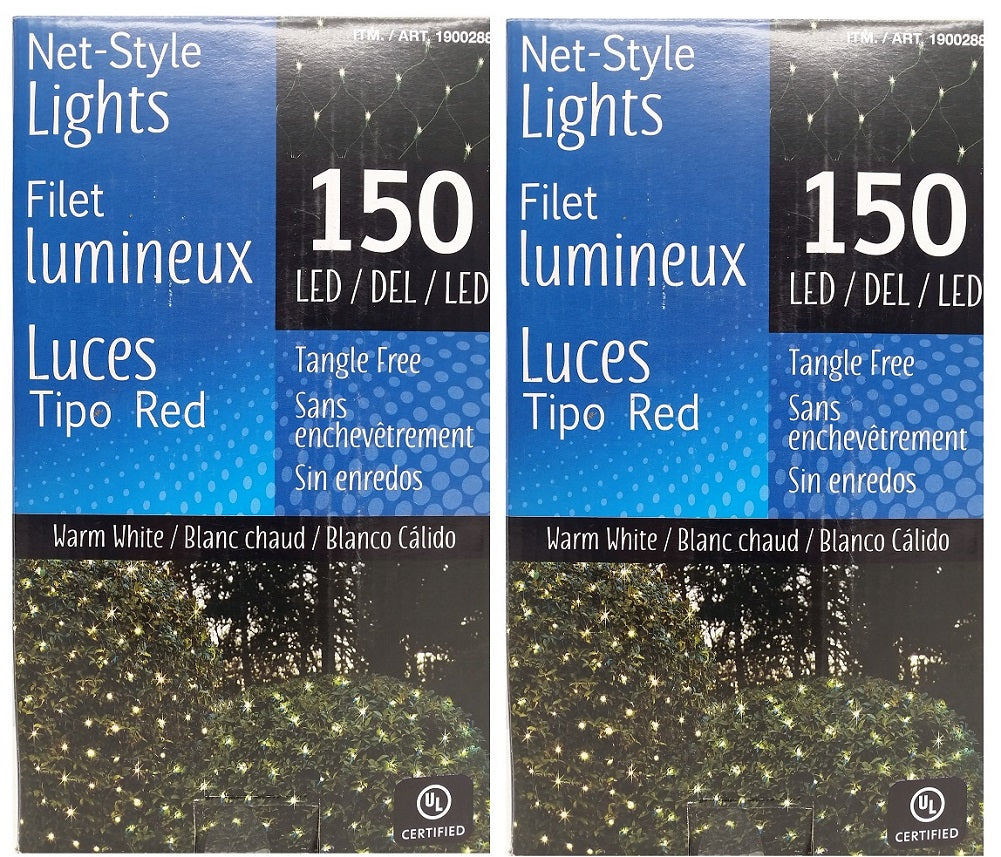 Net-Style
Lights
Filet
lumineux
Luces
Tipo Red
ITM. / ART. 1900288
150
LED / DEL / LED
Tangle Free
Sans
enchevêtrement
Sin enredos
Warm White / Blanc chaud / Blanco Cálido
UL
CERTIFIED
Net-Style
Lights
Filet
lumineux
Luces
Tipo Red
ITM. / ART. 1900288
150
LED / DEL / LED
Tangle Free
Sans
enchevêtrement
Sin enredos
Warm White / Blanc chaud / Blanco Cálido
UL
CERTIFIED